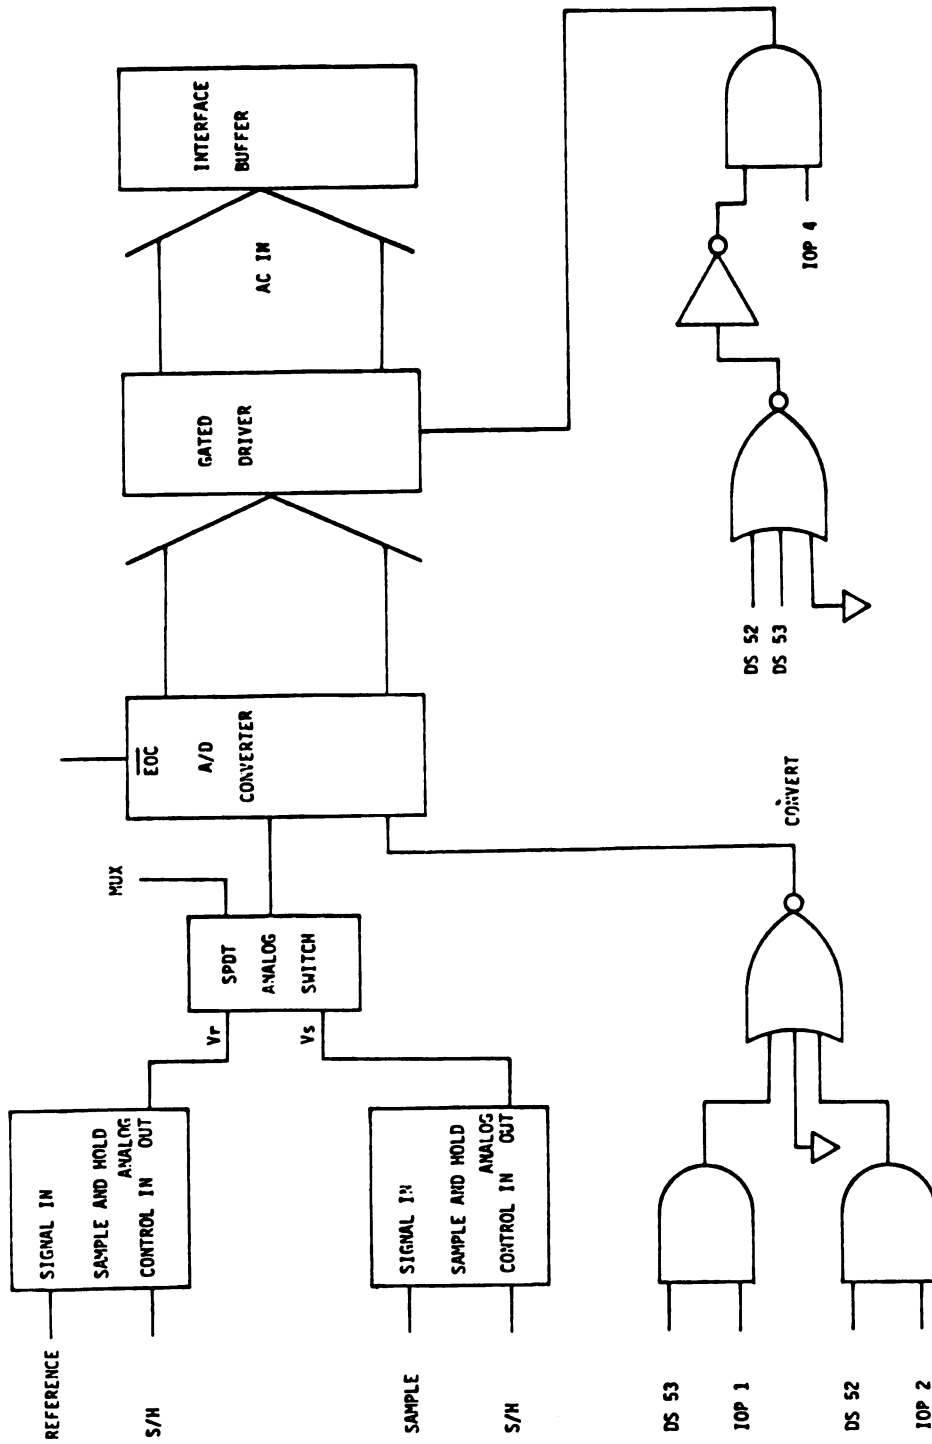 REFERENCE
S/H
SIGNAL IN
SAMPLE AND HOLD
ANALOG
CONTROL IN OUT
SAMPLE
S/H
SIGNAL IN
SAMPLE AND HOLD
ANALOG
CONTROL IN OUT
Vr
Vs
MUX
SPDT
ANALOG
SWITCH
EOC
A/D
CONVERTER
GATED
DRIVER
AC IN
INTERFACE
BUFFER
DS 53
IOP 1
DS 52
IOP 2
CONVERT
DS 52
DS 53
IOP 4